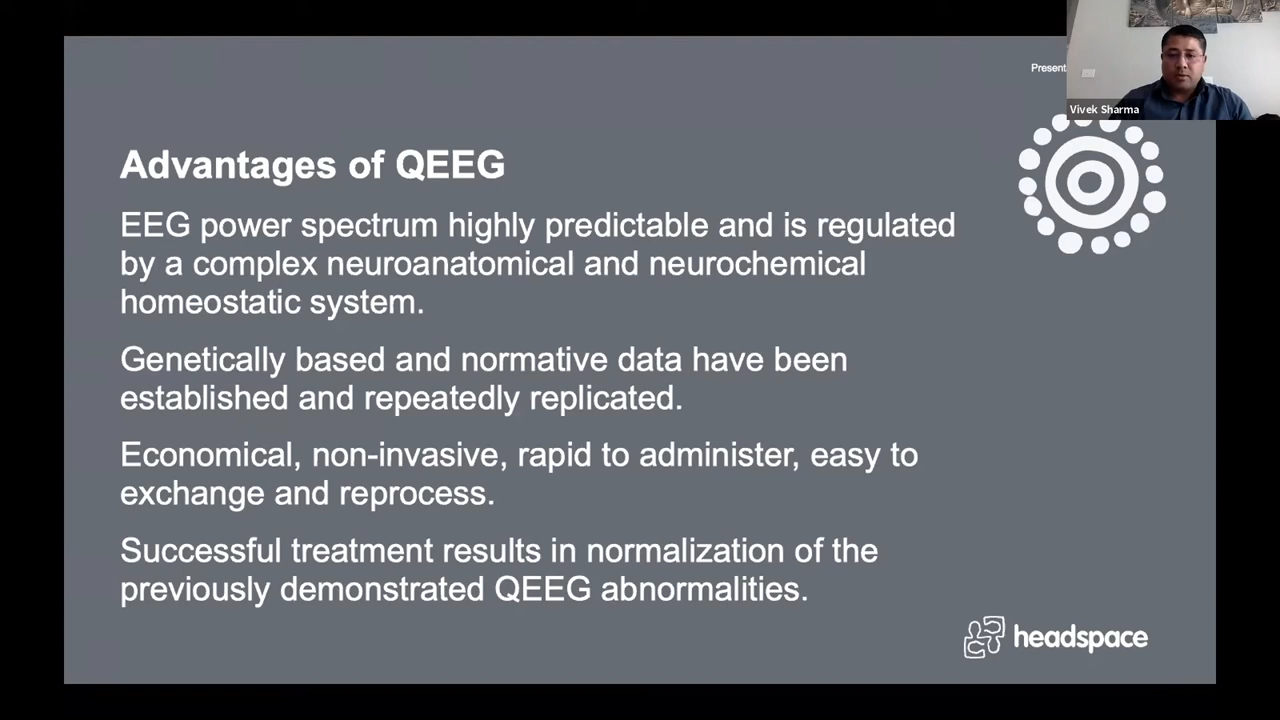 Present
Vivek Sharma
Advantages of QEEG
EEG power spectrum highly predictable and is regulated
by a complex neuroanatomical and neurochemical
homeostatic system.
Genetically based and normative data have been
established and repeatedly replicated.
Economical, non-invasive, rapid to administer, easy to
exchange and reprocess.
Successful treatment results in normalization of the
previously demonstrated QEEG abnormalities.
headspace